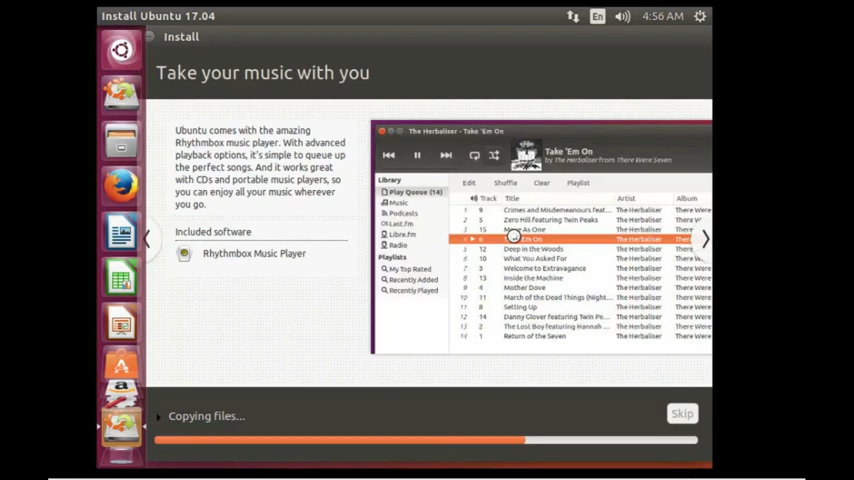 Install Ubuntu 17.04
En
4:56 AM
Install
Take your music with you
Ubuntu comes with the amazing
Rhythmbox music player. With advanced
playback options, it's simple to queue up
the perfect songs. And it works great
with CDs and portable music players, so
you can enjoy all your music wherever
you go.
Included software
Rhythmbox Music Player
The Herbaliser - Take 'Em On
Take 'Em On
by The Herbaliser from There Were Seven
Library
Play Queue (14)
Music
Podcasts
Last.fm
Libre.fm
Radio
Playlists
My Top Rated
Recently Added
Recently Played
Edit Shuffle Clear Playlist
Track Title Artist Album
1 9 Crimes and Misdemeanours feat... The Herbaliser There Were
2 5 Zero Hill featuring Twin Peaks The Herbaliser There Were
3 15 As One The Herbaliser There Were
4 6 Em On The Herbaliser There
5 12 Deep in the Woods The Herbaliser There
6 10 What You Asked For The Herbaliser There Were
7 3 Welcome to Extravagance The Herbaliser There Were
8 13 Inside the Machine The Herbaliser There Were
9 4 Mother Dove The Herbaliser There Were
10 11 March of the Dead Things (Night... The Herbaliser There Were
11 8 Setting Up The Herbaliser There Were
12 14 Danny Glover featuring Twin Pe... The Herbaliser There Were
13 2 The Lost Boy featuring Hannah ... The Herbaliser There Were
14 1 Return of the Seven The Herbaliser There Were
Copying files...
Skip